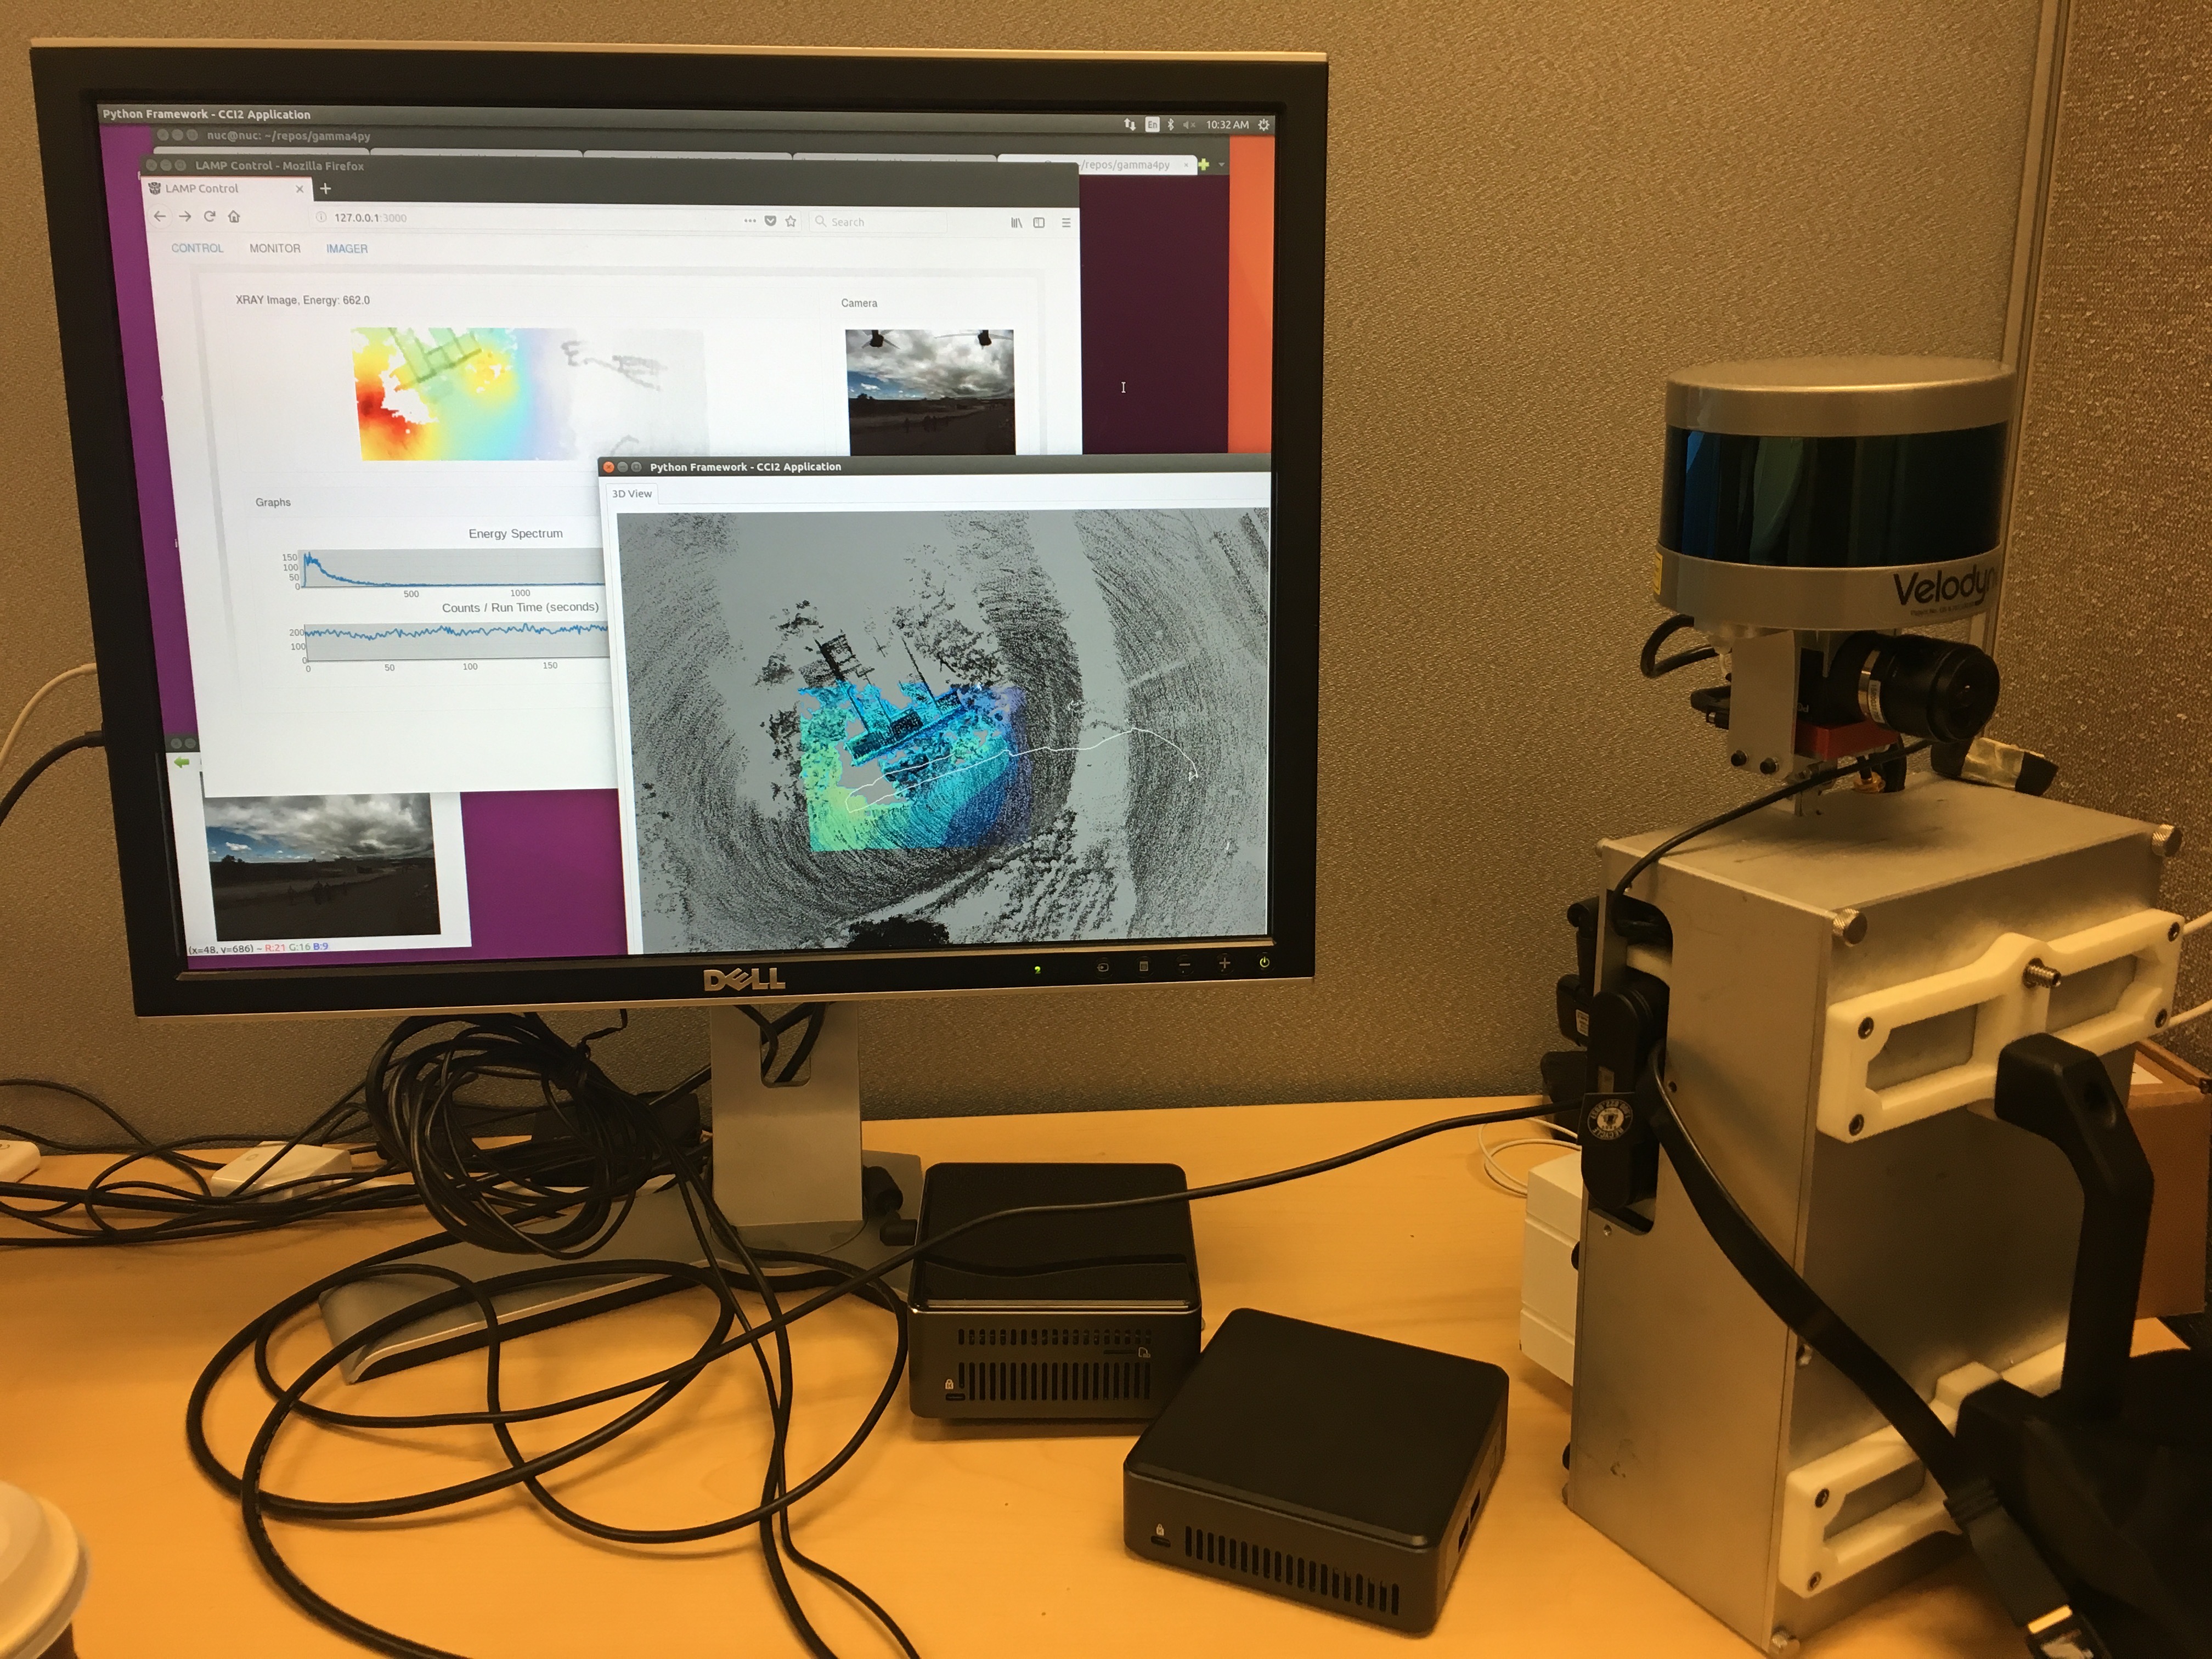 Python Framework - CCI2 Application
En
10:32 AM
nuc@nuc: ~/repos/gamma4py
/repos/gamma4py
LAMP Control - Mozilla Firefox
LAMP Control
127.0.0.1:3000
Search
CONTROL MONITOR IMAGER
XRAY Image, Energy: 662.0
Camera
Graphs
Energy Spectrum
150
100
50
0
500 1000
Counts / Run Time (seconds)
200
100
0
0 50 100 150
Python Framework - CCI2 Application
3D View
(x=48, y=686) ~ R:21 G:16 B:9
DELL
Velodyn